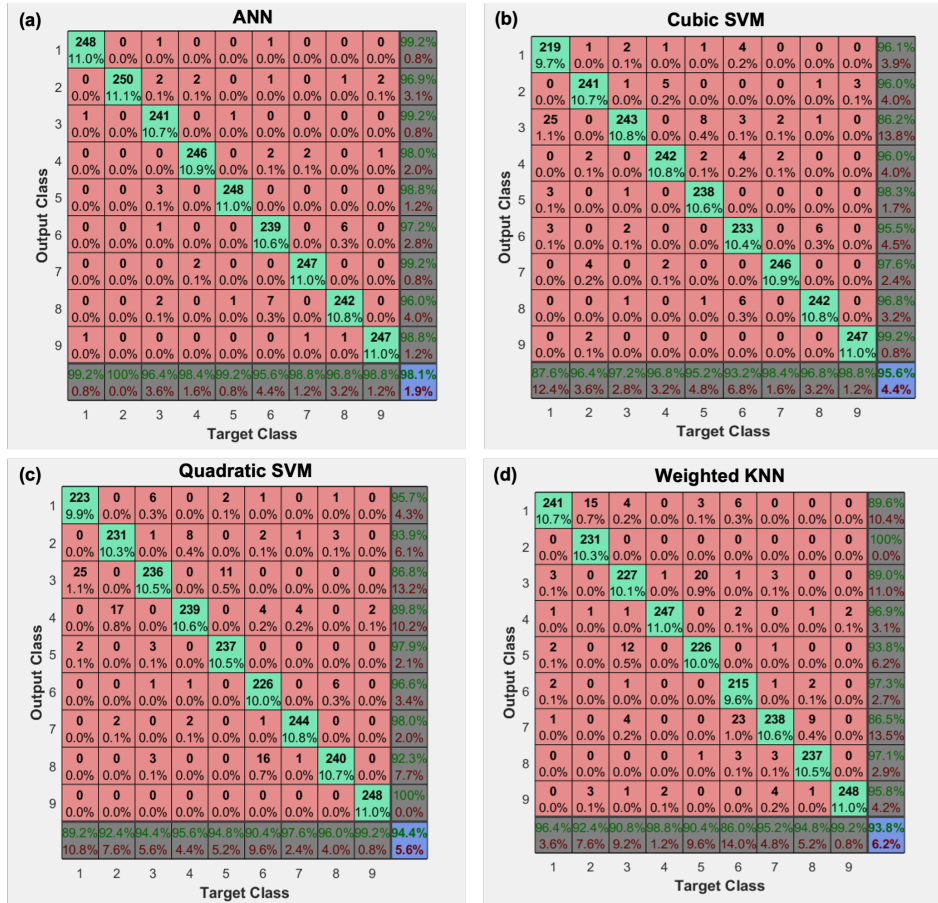 (a)
ANN
Output Class
1 248 0 1 0 0 1 0 0 0 99.2%
11.0% 0.0% 0.0% 0.0% 0.0% 0.0% 0.0% 0.0% 0.0% 0.8%
2 0 250 2 2 0 1 0 1 2 96.9%
0.0% 11.1% 0.1% 0.1% 0.0% 0.0% 0.0% 0.0% 0.1% 3.1%
3 1 0 241 0 1 0 0 0 0 99.2%
0.0% 0.0% 10.7% 0.0% 0.0% 0.0% 0.0% 0.0% 0.0% 0.8%
4 0 0 0 246 0 2 2 0 1 98.0%
0.0% 0.0% 0.0% 10.9% 0.0% 0.1% 0.1% 0.0% 0.0% 2.0%
5 0 0 3 0 248 0 0 0 0 98.8%
0.0% 0.0% 0.1% 0.0% 11.0% 0.0% 0.0% 0.0% 0.0% 1.2%
6 0 0 1 0 0 239 0 6 0 97.2%
0.0% 0.0% 0.0% 0.0% 0.0% 10.6% 0.0% 0.3% 0.0% 2.8%
7 0 0 0 2 0 0 247 0 0 99.2%
0.0% 0.0% 0.0% 0.1% 0.0% 0.0% 11.0% 0.0% 0.0% 0.8%
8 0 0 2 0 1 7 0 242 0 96.0%
0.0% 0.0% 0.1% 0.0% 0.0% 0.3% 0.0% 10.8% 0.0% 4.0%
9 1 0 0 0 0 0 1 1 247 98.8%
0.0% 0.0% 0.0% 0.0% 0.0% 0.0% 0.0% 0.0% 11.0% 1.2%
99.2% 100% 96.4% 98.4% 99.2% 95.6% 98.8% 96.8% 98.8% 98.1%
0.8% 0.0% 3.6% 1.6% 0.8% 4.4% 1.2% 3.2% 1.2% 1.9%
1 2 3 4 5 6 7 8 9
Target Class
(b)
Cubic SVM
Output Class
1 219 1 2 1 1 4 0 0 0 96.1%
9.7% 0.0% 0.1% 0.0% 0.0% 0.2% 0.0% 0.0% 0.0% 3.9%
2 0 241 1 5 0 0 0 1 3 96.0%
0.0% 10.7% 0.0% 0.2% 0.0% 0.0% 0.0% 0.0% 0.1% 4.0%
3 25 0 243 0 8 3 2 1 0 86.2%
1.1% 0.0% 10.8% 0.0% 0.4% 0.1% 0.1% 0.0% 0.0% 13.8%
4 0 2 0 242 2 4 2 0 0 96.0%
0.0% 0.1% 0.0% 10.8% 0.1% 0.2% 0.1% 0.0% 0.0% 4.0%
5 3 0 1 0 238 0 0 0 0 98.3%
0.1% 0.0% 0.0% 0.0% 10.6% 0.0% 0.0% 0.0% 0.0% 1.7%
6 3 0 2 0 0 233 0 6 0 95.5%
0.1% 0.0% 0.1% 0.0% 0.0% 10.4% 0.0% 0.3% 0.0% 4.5%
7 0 4 0 2 0 0 246 0 0 97.6%
0.0% 0.2% 0.0% 0.1% 0.0% 0.0% 10.9% 0.0% 0.0% 2.4%
8 0 0 1 0 1 6 0 242 0 96.8%
0.0% 0.0% 0.0% 0.0% 0.0% 0.3% 0.0% 10.8% 0.0% 3.2%
9 0 2 0 0 0 0 0 0 247 99.2%
0.0% 0.1% 0.0% 0.0% 0.0% 0.0% 0.0% 0.0% 11.0% 0.8%
87.6% 96.4% 97.2% 96.8% 95.2% 93.2% 98.4% 96.8% 98.8% 95.6%
12.4% 3.6% 2.8% 3.2% 4.8% 6.8% 1.6% 3.2% 1.2% 4.4%
1 2 3 4 5 6 7 8 9
Target Class
(c)
Quadratic SVM
Output Class
1 223 0 6 0 2 1 0 1 0 95.7%
9.9% 0.0% 0.3% 0.0% 0.1% 0.0% 0.0% 0.0% 0.0% 4.3%
2 0 231 1 8 0 2 1 3 0 93.9%
0.0% 10.3% 0.0% 0.4% 0.0% 0.1% 0.0% 0.1% 0.0% 6.1%
3 25 0 236 0 11 0 0 0 0 86.8%
1.1% 0.0% 10.5% 0.0% 0.5% 0.0% 0.0% 0.0% 0.0% 13.2%
4 0 17 0 239 0 4 4 0 2 89.8%
0.0% 0.8% 0.0% 10.6% 0.0% 0.2% 0.2% 0.0% 0.1% 10.2%
5 2 0 3 0 237 0 0 0 0 97.9%
0.1% 0.0% 0.1% 0.0% 10.5% 0.0% 0.0% 0.0% 0.0% 2.1%
6 0 0 1 1 0 226 0 6 0 96.6%
0.0% 0.0% 0.0% 0.0% 0.0% 10.0% 0.0% 0.3% 0.0% 3.4%
7 0 2 0 2 0 1 244 0 0 98.0%
0.0% 0.1% 0.0% 0.1% 0.0% 0.0% 10.8% 0.0% 0.0% 2.0%
8 0 0 3 0 0 16 1 240 0 92.3%
0.0% 0.0% 0.1% 0.0% 0.0% 0.7% 0.0% 10.7% 0.0% 7.7%
9 0 0 0 0 0 0 0 0 248 100%
0.0% 0.0% 0.0% 0.0% 0.0% 0.0% 0.0% 0.0% 11.0% 0.0%
89.2% 92.4% 94.4% 95.6% 94.8% 90.4% 97.6% 96.0% 99.2% 94.4%
10.8% 7.6% 5.6% 4.4% 5.2% 9.6% 2.4% 4.0% 0.8% 5.6%
1 2 3 4 5 6 7 8 9
Target Class
(d)
Weighted KNN
Output Class
1 241 15 4 0 3 6 0 0 0 89.6%
10.7% 0.7% 0.2% 0.0% 0.1% 0.3% 0.0% 0.0% 0.0% 10.4%
2 0 231 0 0 0 0 0 0 0 100%
0.0% 10.3% 0.0% 0.0% 0.0% 0.0% 0.0% 0.0% 0.0% 0.0%
3 3 0 227 1 20 1 3 0 0 89.0%
0.1% 0.0% 10.1% 0.0% 0.9% 0.0% 0.1% 0.0% 0.0% 11.0%
4 1 1 1 247 0 2 0 1 2 96.9%
0.0% 0.0% 0.0% 11.0% 0.0% 0.1% 0.0% 0.0% 0.1% 3.1%
5 2 0 12 0 226 0 1 0 0 93.8%
0.1% 0.0% 0.5% 0.0% 10.0% 0.0% 0.0% 0.0% 0.0% 6.2%
6 2 0 1 0 0 215 1 2 0 97.3%
0.1% 0.0% 0.0% 0.0% 0.0% 9.6% 0.0% 0.1% 0.0% 2.7%
7 1 0 4 0 0 23 238 9 0 86.5%
0.0% 0.0% 0.2% 0.0% 0.0% 1.0% 10.6% 0.4% 0.0% 13.5%
8 0 0 0 0 1 3 3 237 0 97.1%
0.0% 0.0% 0.0% 0.0% 0.0% 0.1% 0.1% 10.5% 0.0% 2.9%
9 0 3 1 2 0 0 4 1 248 95.8%
0.0% 0.1% 0.0% 0.1% 0.0% 0.0% 0.2% 0.0% 11.0% 4.2%
96.4% 92.4% 90.8% 98.8% 90.4% 86.0% 95.2% 94.8% 99.2% 93.8%
3.6% 7.6% 9.2% 1.2% 9.6% 14.0% 4.8% 5.2% 0.8% 6.2%
1 2 3 4 5 6 7 8 9
Target Class